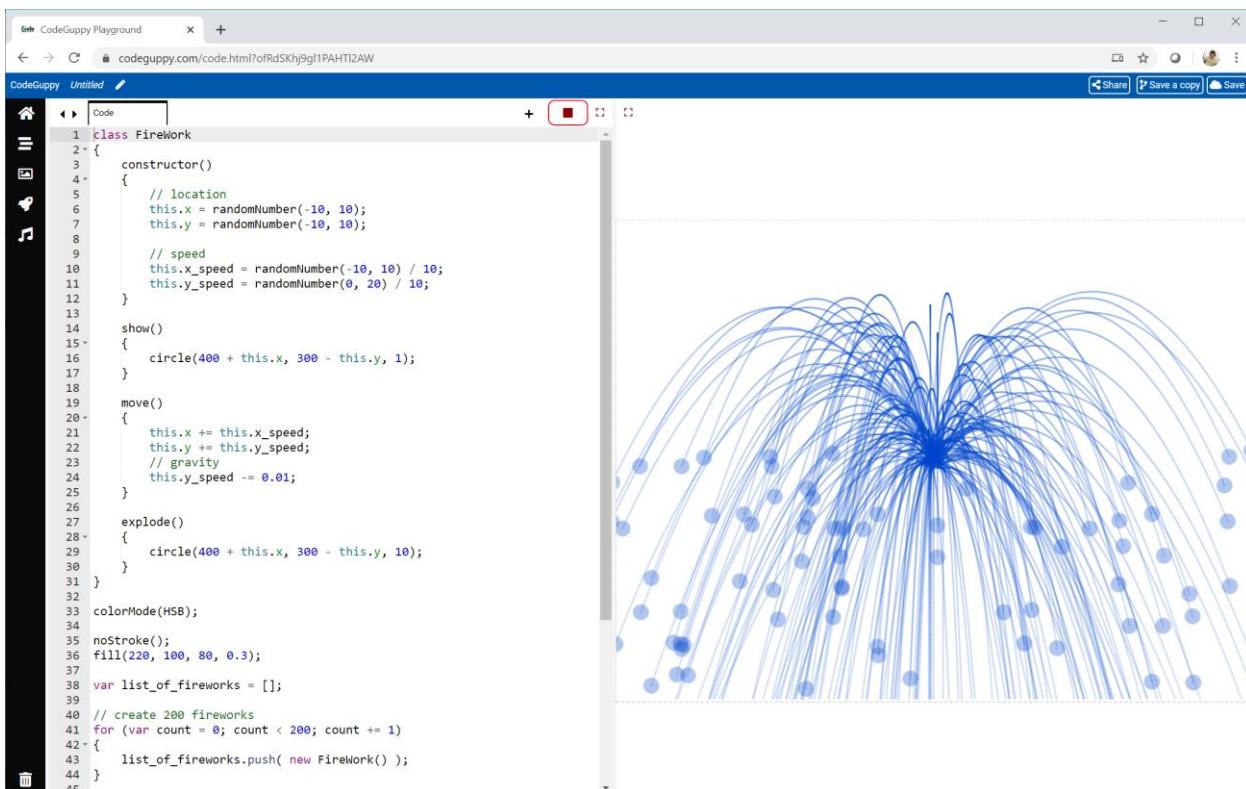 Code CodeGuppy Playground × +
codeguppy.com/code.html?ofRdSKhj9gl1PAHTl2AW
CodeGuppy Untitled Share Save a copy Save
Code +
1 class FireWork
2 {
3 constructor()
4 {
5 // location
6 this.x = randomNumber(-10, 10);
7 this.y = randomNumber(-10, 10);
8
9 // speed
10 this.x_speed = randomNumber(-10, 10) / 10;
11 this.y_speed = randomNumber(0, 20) / 10;
12 }
13
14 show()
15 {
16 circle(400 + this.x, 300 - this.y, 1);
17 }
18
19 move()
20 {
21 this.x += this.x_speed;
22 this.y += this.y_speed;
23 // gravity
24 this.y_speed -= 0.01;
25 }
26
27 explode()
28 {
29 circle(400 + this.x, 300 - this.y, 10);
30 }
31 }
32
33 colorMode(HSB);
34
35 noStroke();
36 fill(220, 100, 80, 0.3);
37
38 var list_of_fireworks = [];
39
40 // create 200 fireworks
41 for (var count = 0; count < 200; count += 1)
42 {
43 list_of_fireworks.push( new FireWork() );
44 }
45